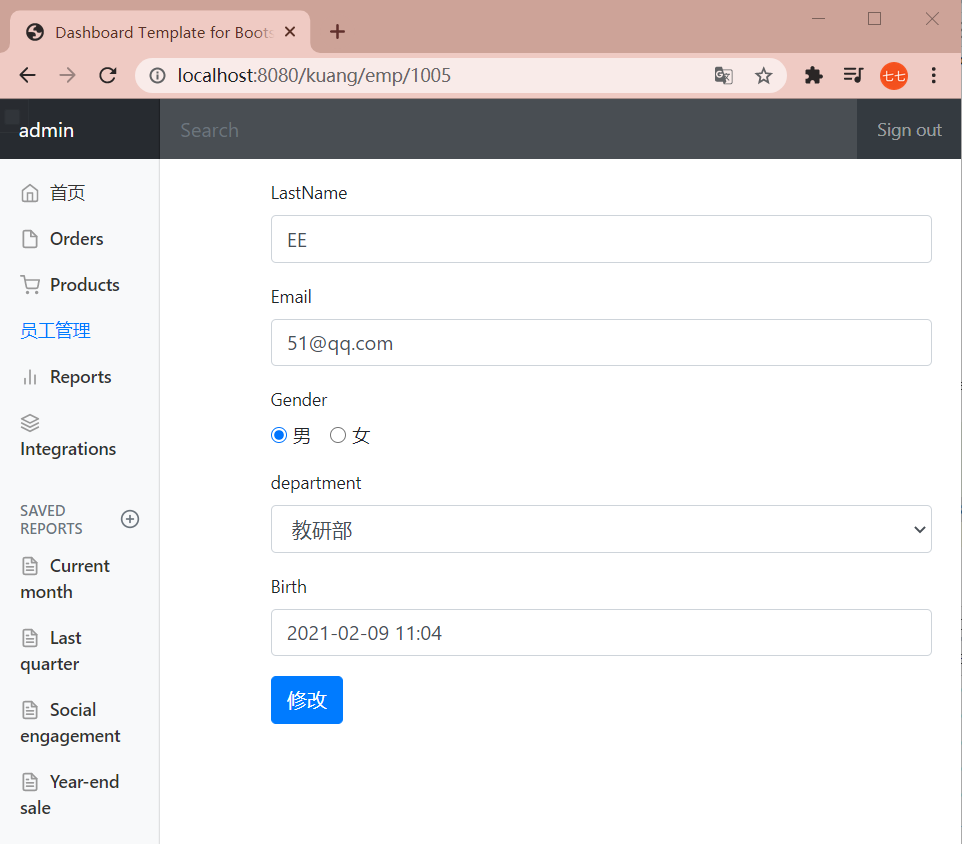 Dashboard Template for Boots
localhost:8080/kuang/emp/1005
七七
admin
Search
Sign out
首页
Orders
Products
员工管理
Reports
Integrations
SAVED
REPORTS
Current
month
Last
quarter
Social
engagement
Year-end
sale
LastName
EE
Email
51@qq.com
Gender
男 女
department
教研部
Birth
2021-02-09 11:04
修改